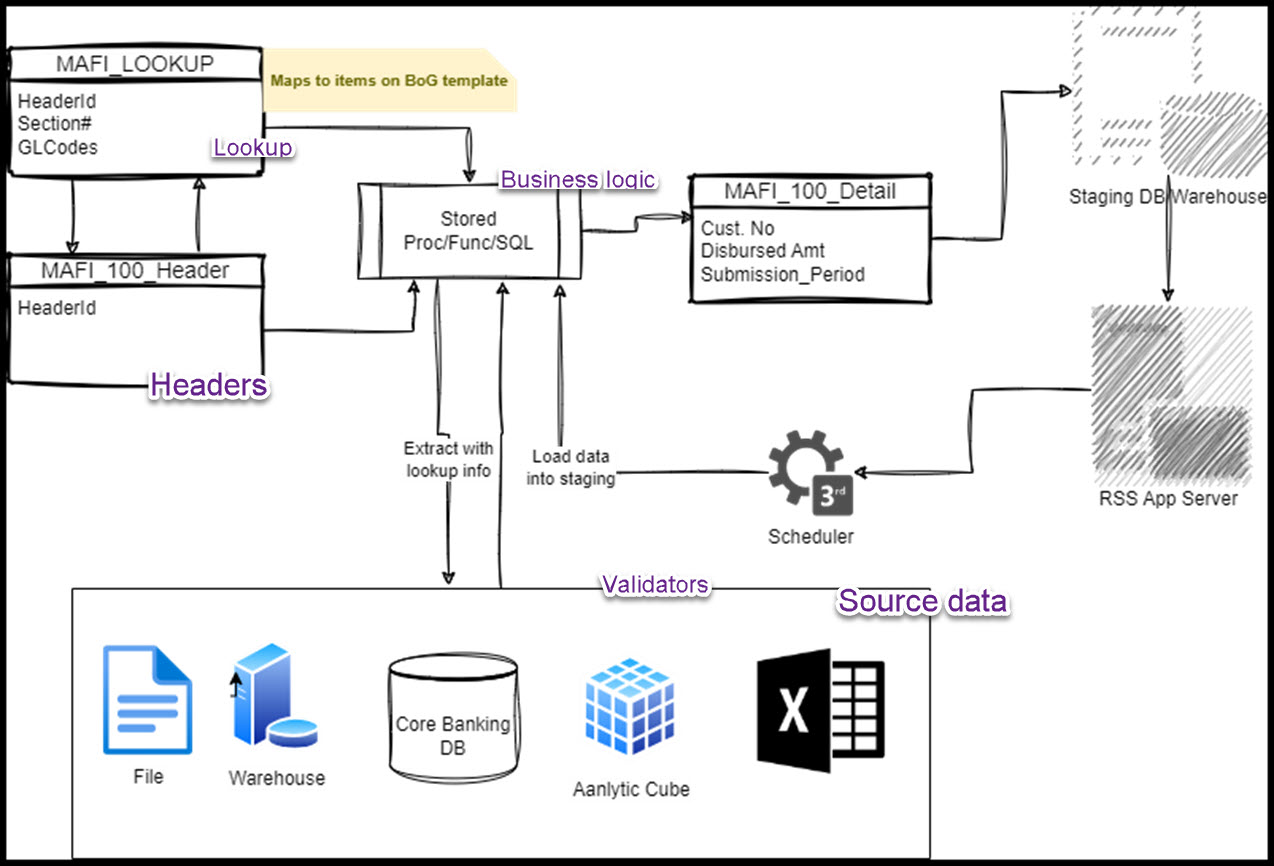 MAFI_LOOKUP
HeaderId
Section#
GLCodes
Maps to items on BoG template
Lookup
MAFI_100_Header
HeaderId
Headers
Business logic
Stored
Proc/Func/SQL
MAFI_100_Detail
Cust. No
Disbursed Amt
Submission_Period
Staging DB/Warehouse
RSS App Server
Extract with
lookup info
Load data
into staging
3rd
Scheduler
Validators
Source data
File
Warehouse
Core Banking
DB
Aanlytic Cube
X